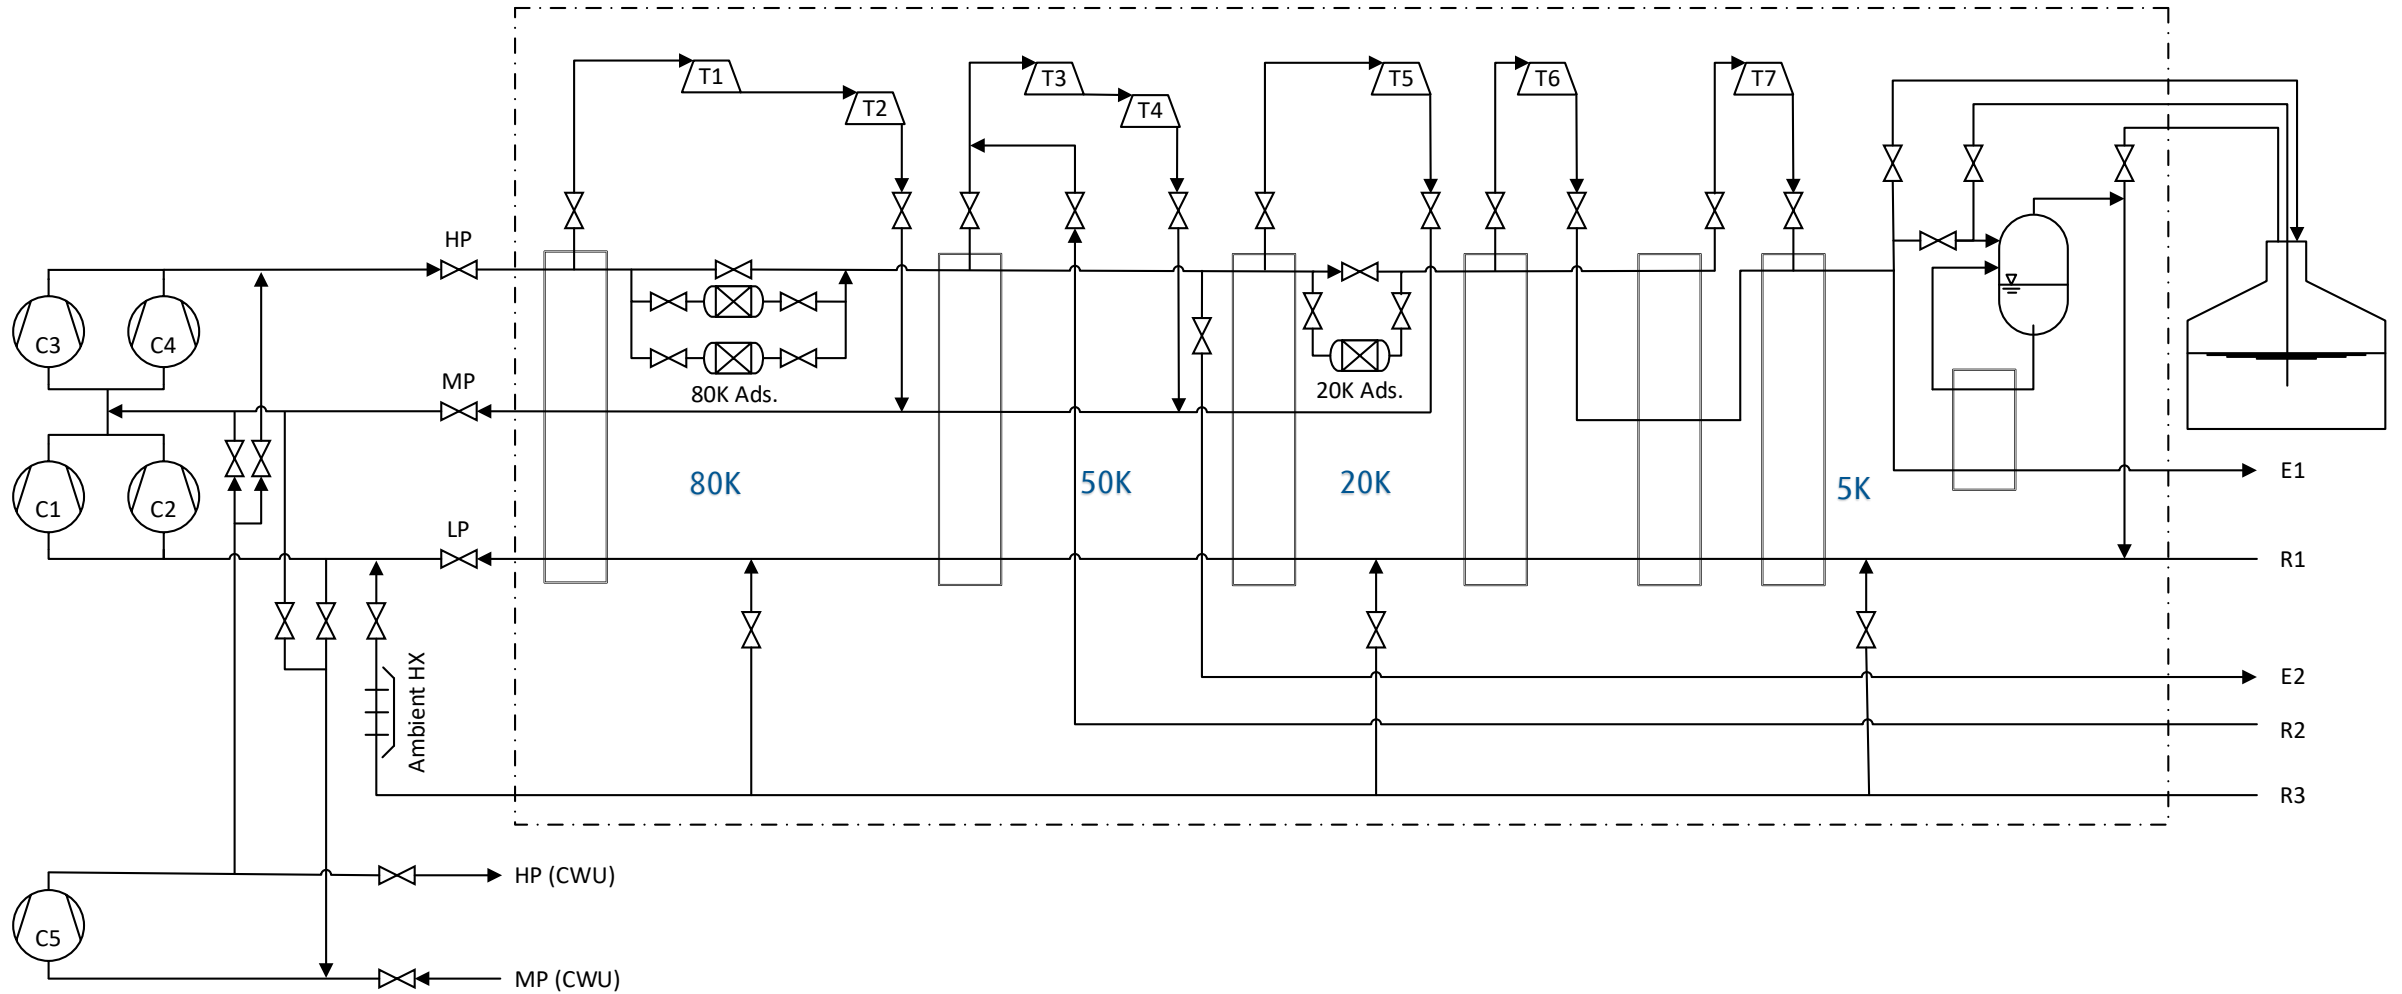 T1
T2
T3
T4
T5
T6
T7
HP
C3
C4
MP
80K Ads.
20K Ads.
80K
50K
20K
5K
E1
C1
C2
LP
R1
Ambient HX
E2
R2
R3
HP (CWU)
C5
MP (CWU)